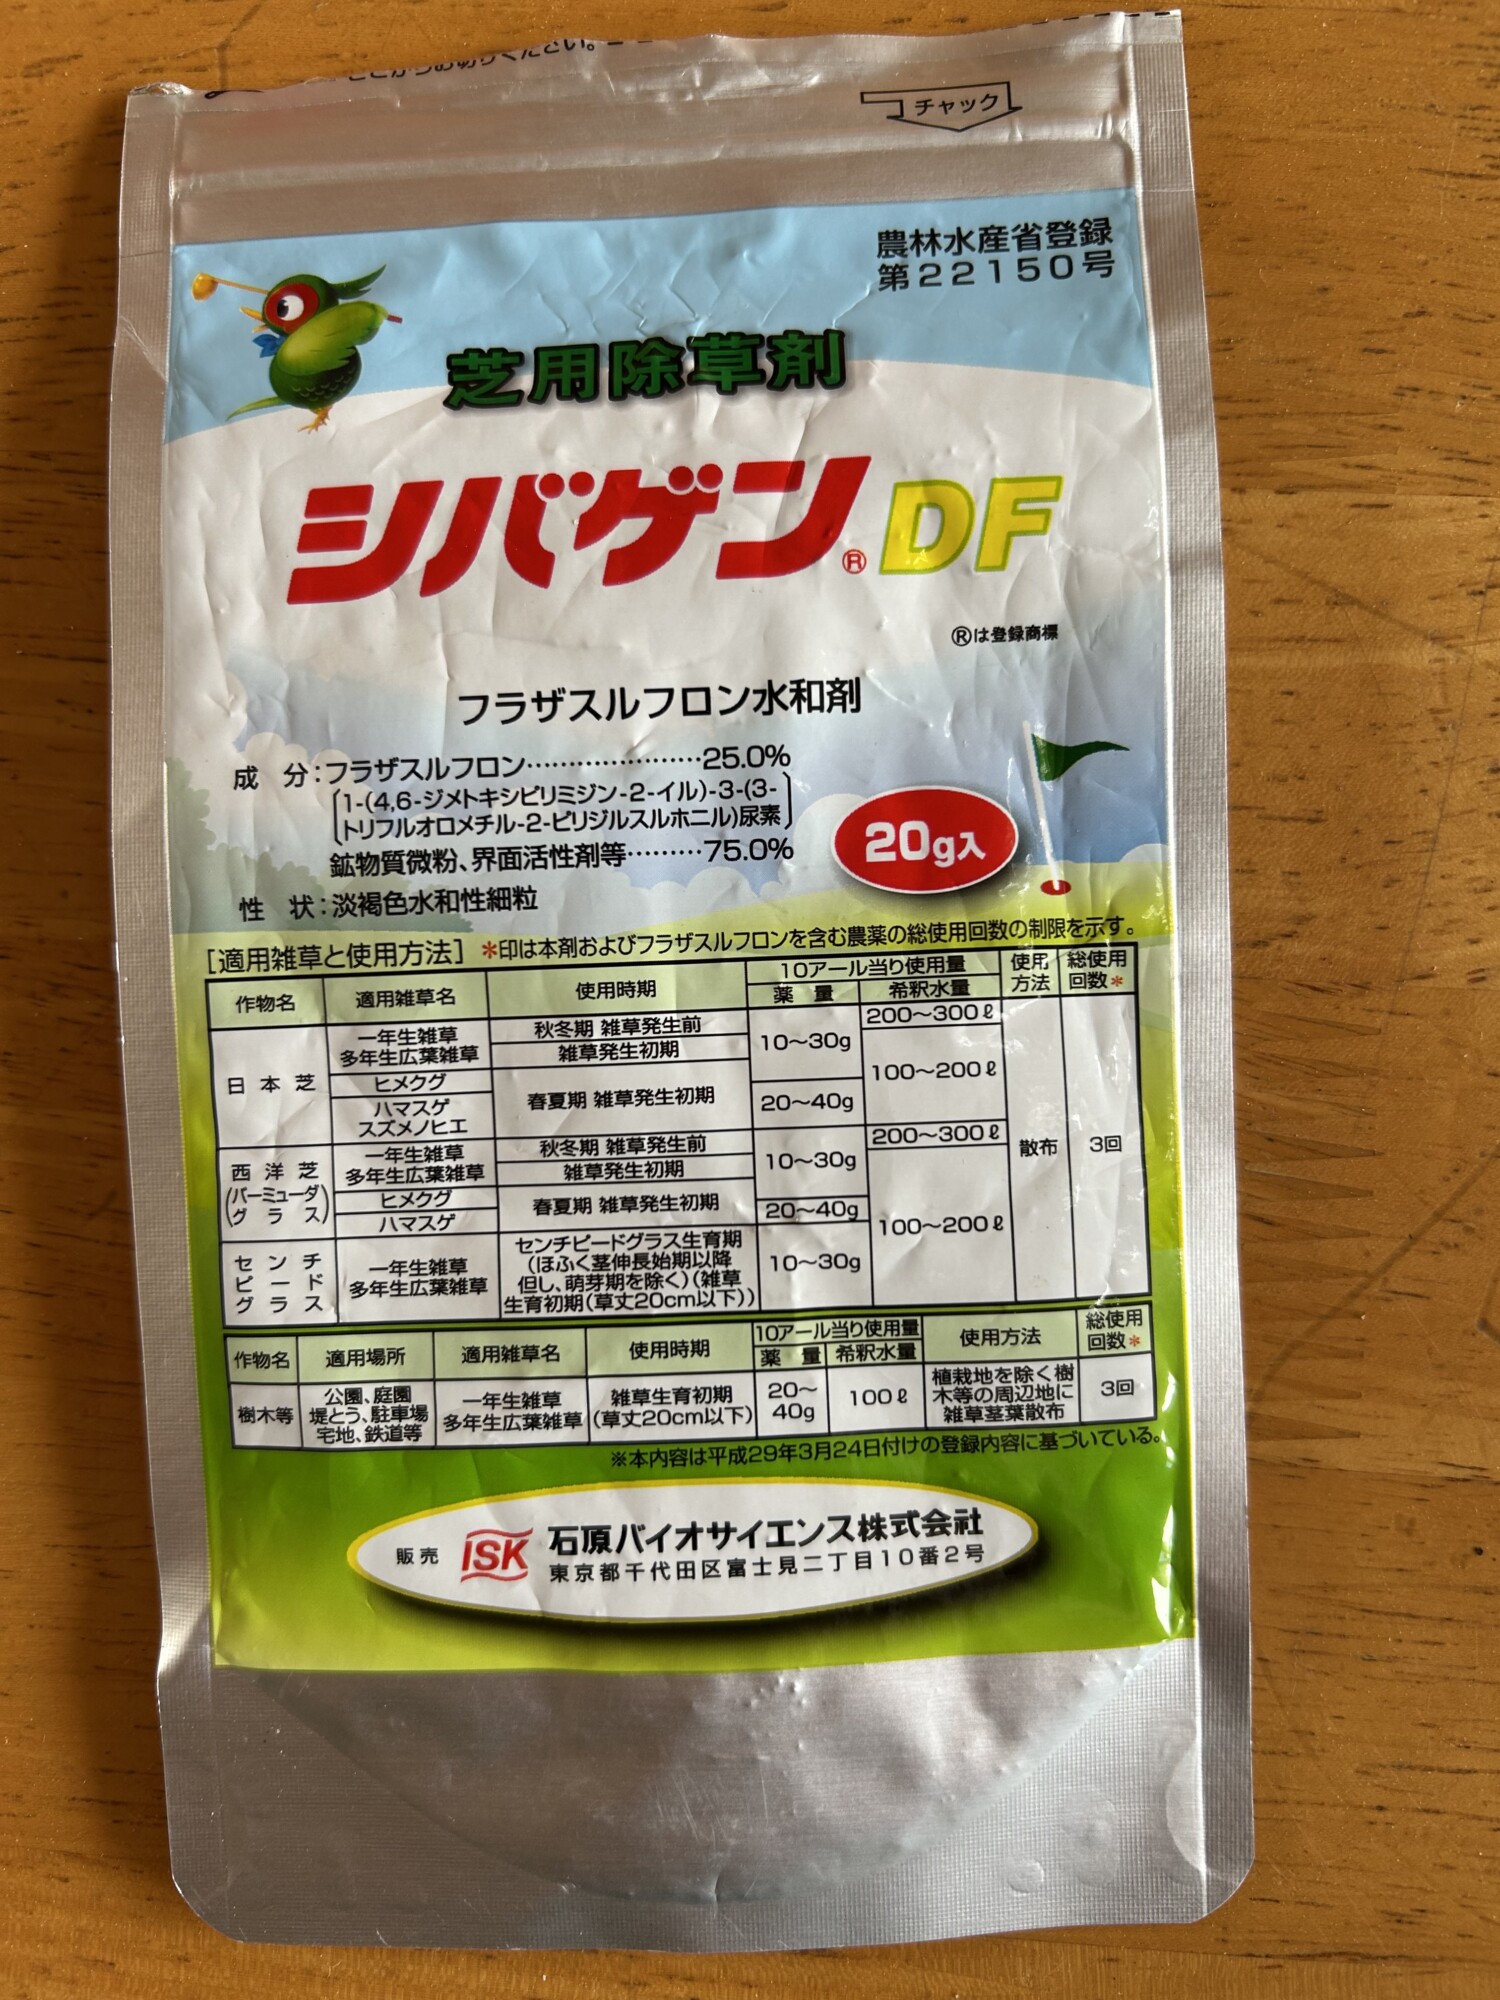 チャック
農林水産省登録
第22150号
芝用除草剤
シバゲン®DF
®は登録商標
フラザスルフロン水和剤
成 分:フラザスルフロン…………………25.0%
1-(4,6-ジメトキシピリミジン-2-イル)-3-(3-
トリフルオロメチル-2-ピリジルスルホニル)尿素
鉱物質微粉、界面活性剤等………75.0%
20g入
性 状:淡褐色水和性細粒
[適用雑草と使用方法] *印は本剤およびフラザスルフロンを含む農薬の総使用回数の制限を示す。
作物名 適用雑草名 使用時期 10アール当り使用量 薬 量 希釈水量 使用方法 総使用回数*
日本芝 一年生雑草 多年生広葉雑草 秋冬期 雑草発生前 10〜30g 200〜300ℓ 散布 3回
雑草発生初期 100〜200ℓ
ヒメクグ 春夏期 雑草発生初期
ハマスゲ スズメノヒエ 20〜40g
西洋芝 (バーミューダグラス) 一年生雑草 多年生広葉雑草 秋冬期 雑草発生前 10〜30g 200〜300ℓ
雑草発生初期 100〜200ℓ
ヒメクグ 春夏期 雑草発生初期
ハマスゲ 20〜40g
センチピードグラス 一年生雑草 多年生広葉雑草 センチピードグラス生育期(ほふく茎伸長始期以降 但し、萌芽期を除く)(雑草生育初期(草丈20cm以下)) 10〜30g
作物名 適用場所 適用雑草名 使用時期 10アール当り使用量 薬 量 希釈水量 使用方法 総使用回数*
樹木等 公園、庭園 堤とう、駐車場 宅地、鉄道等 一年生雑草 多年生広葉雑草 雑草生育初期(草丈20cm以下) 20〜40g 100ℓ 植栽地を除く樹木等の周辺地に雑草茎葉散布 3回
※本内容は平成29年3月24日付けの登録内容に基づいている。
販売 ISK 石原バイオサイエンス株式会社
東京都千代田区富士見二丁目10番2号